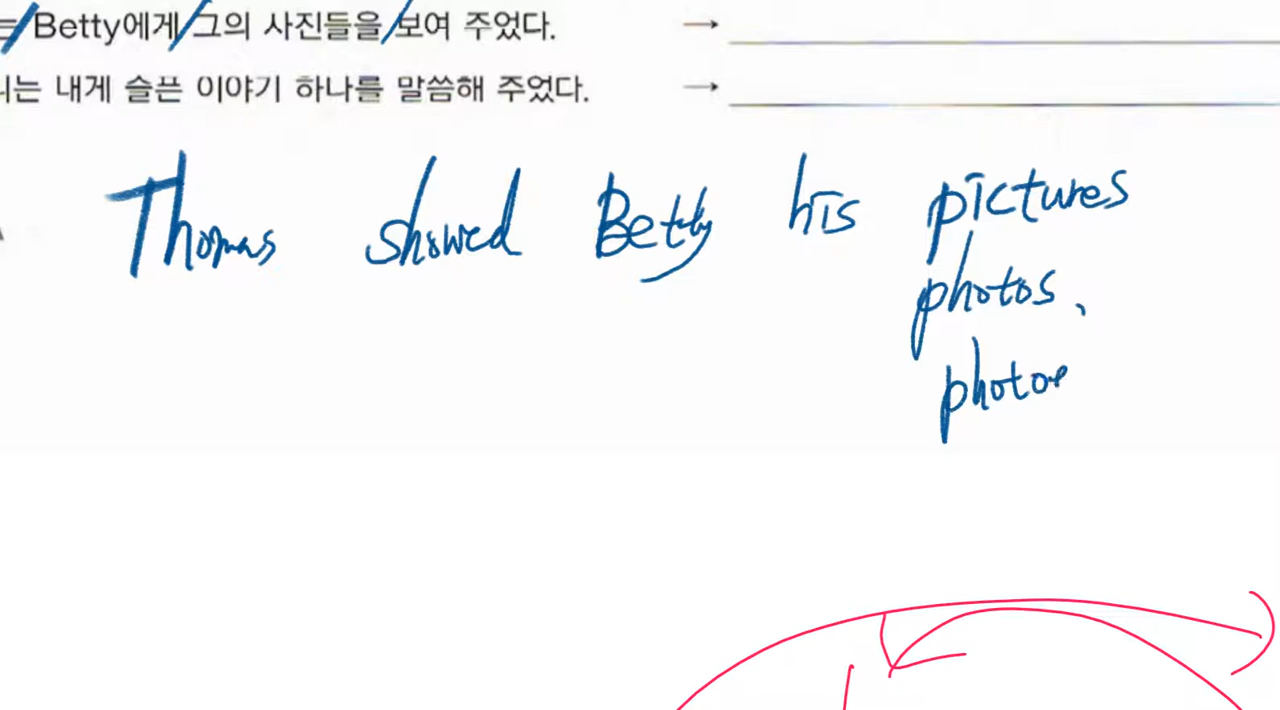 Betty에게 그의 사진들을 보여 주었다. →
는 내게 슬픈 이야기 하나를 말씀해 주었다. →
Thomas showed Betty his pictures
photos,
photos